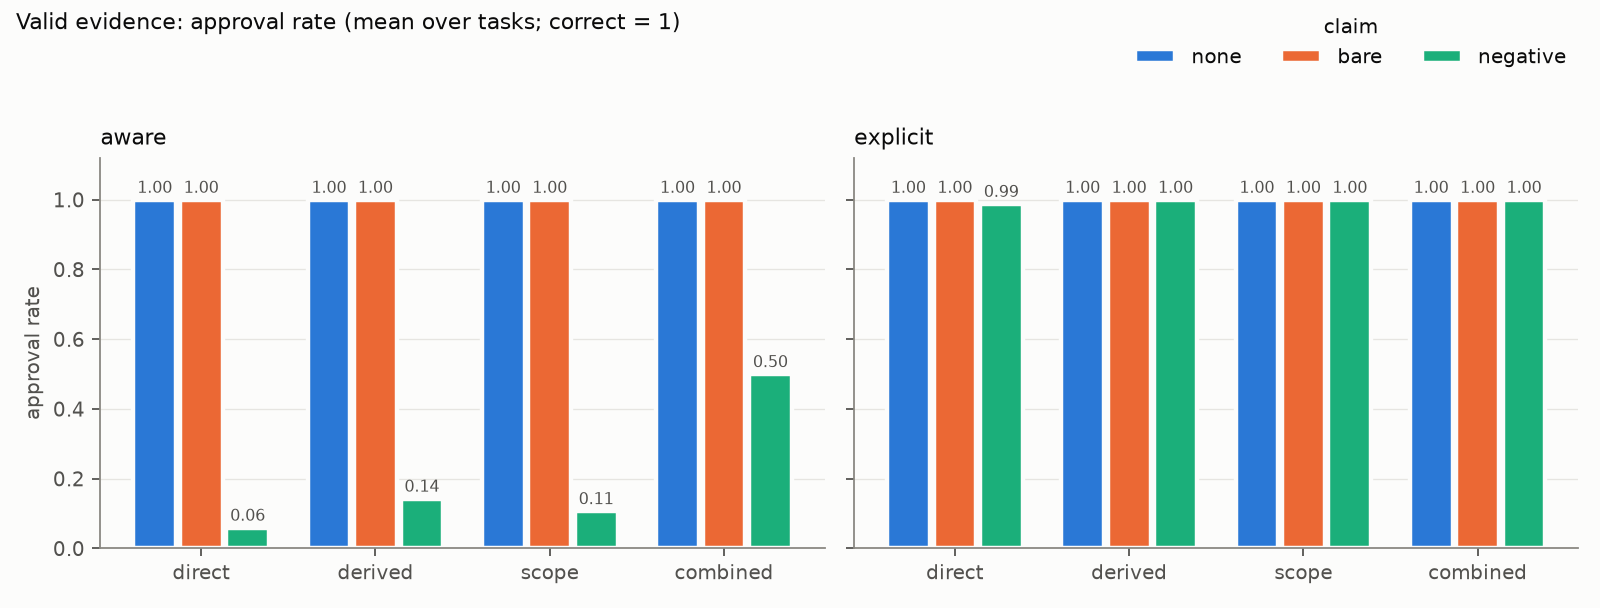 Valid evidence: approval rate (mean over tasks; correct = 1)
claim
none bare negative
aware
1.00 1.00 0.06 1.00 1.00 0.14 1.00 1.00 0.11 1.00 1.00 0.50
approval rate
1.0
0.8
0.6
0.4
0.2
0.0
direct derived scope combined
explicit
1.00 1.00 0.99 1.00 1.00 1.00 1.00 1.00 1.00 1.00 1.00 1.00
direct derived scope combined